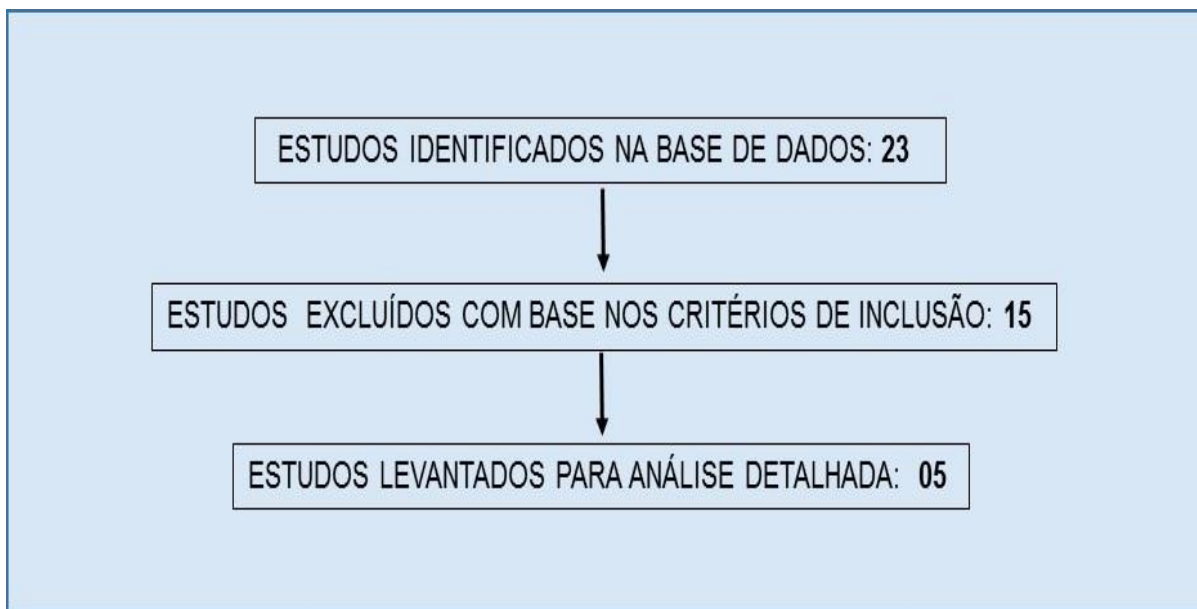 ESTUDOS IDENTIFICADOS NA BASE DE DADOS: 23
ESTUDOS EXCLUÍDOS COM BASE NOS CRITÉRIOS DE INCLUSÃO: 15
ESTUDOS LEVANTADOS PARA ANÁLISE DETALHADA: 05